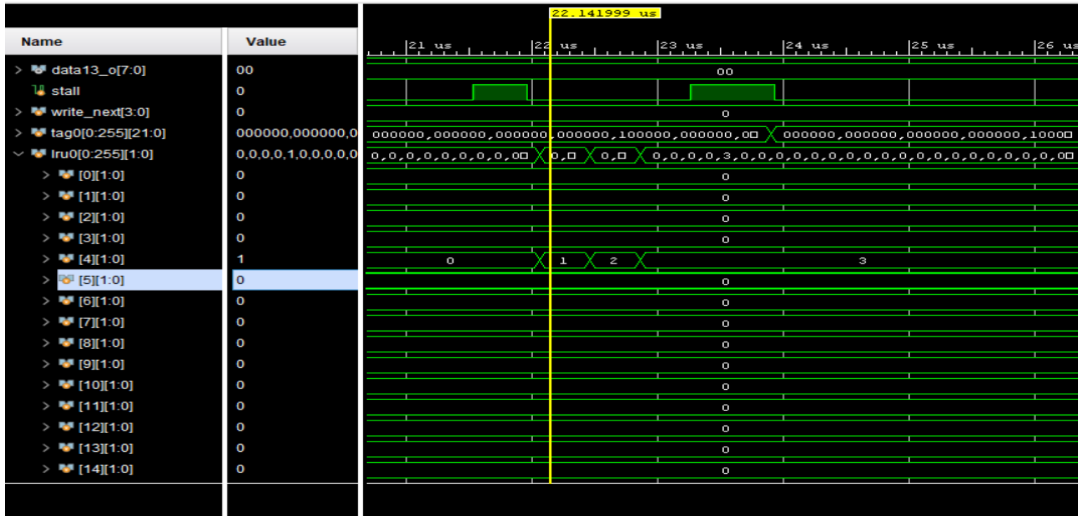 22.141999 us
Name Value 21 us 22 us 23 us 24 us 25 us 26 us
> data13_o[7:0] 00 00
stall 0
> write_next[3:0] 0 0
> tag0[0:255][21:0] 000000,000000,0 000000,000000,000000,000000,100000,000000,0□ 000000,000000,000000,000000,10000□
> lru0[0:255][1:0] 0,0,0,0,1,0,0,0,0,0 0,0,0,0,0,0,0,0,0,0□ 0,□ 0,□ 0,0,0,0,3,0,0,0,0,0,0,0,0,0,0,0,0,0,0,0,0,0,0,0,0,0□
> [0][1:0] 0 0
> [1][1:0] 0 0
> [2][1:0] 0 0
> [3][1:0] 0 0
> [4][1:0] 1 0 1 2 3
> [5][1:0] 0 0
> [6][1:0] 0 0
> [7][1:0] 0 0
> [8][1:0] 0 0
> [9][1:0] 0 0
> [10][1:0] 0 0
> [11][1:0] 0 0
> [12][1:0] 0 0
> [13][1:0] 0 0
> [14][1:0] 0 0